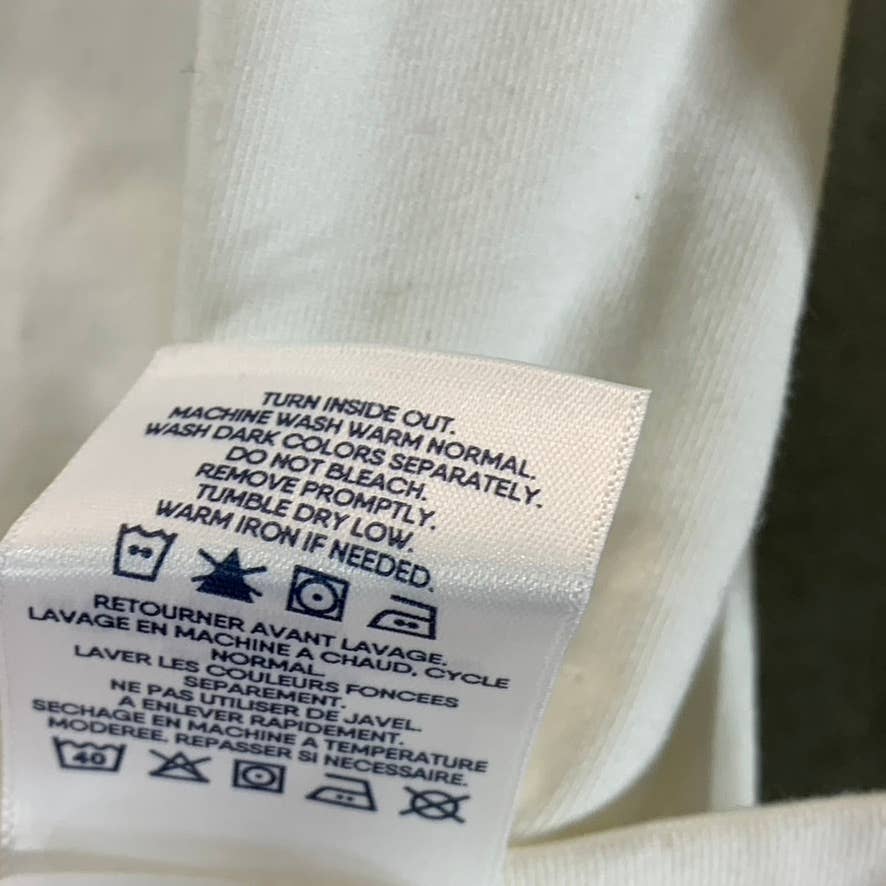 TURN INSIDE OUT.
MACHINE WASH WARM NORMAL.
WASH DARK COLORS SEPARATELY.
DO NOT BLEACH.
REMOVE PROMPTLY.
TUMBLE DRY LOW.
WARM IRON IF NEEDED.
RETOURNER AVANT LAVAGE.
LAVAGE EN MACHINE A CHAUD, CYCLE
NORMAL.
LAVER LES COULEURS FONCEES
SEPAREMENT.
NE PAS UTILISER DE JAVEL.
A ENLEVER RAPIDEMENT.
SECHAGE EN MACHINE A TEMPERATURE
MODEREE. REPASSER SI NECESSAIRE.
40